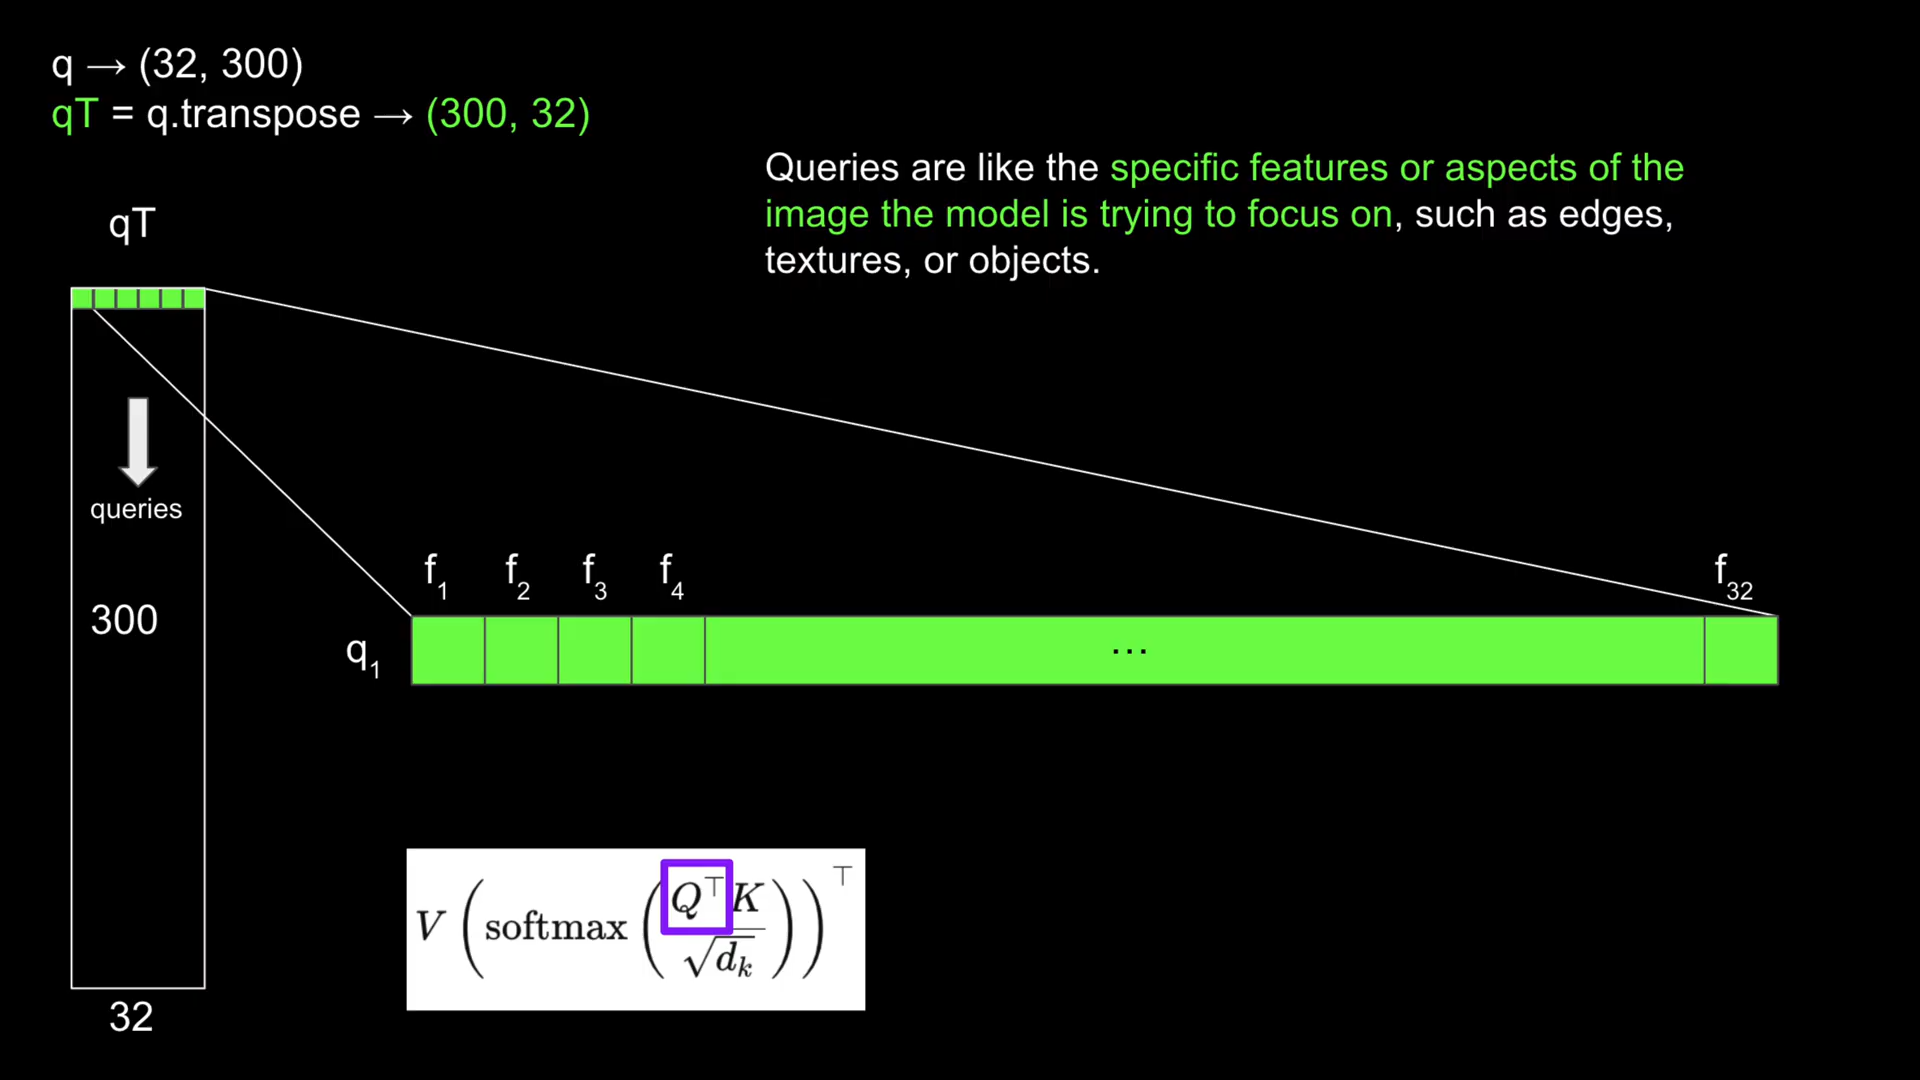 q → (32, 300)
qT = q.transpose → (300, 32)
Queries are like the specific features or aspects of the
image the model is trying to focus on, such as edges,
textures, or objects.
qT
queries
300
32
f₁ f₂ f₃ f₄ f₃₂
q₁ ...
V (softmax (Q⊤K / √dₖ))⊤